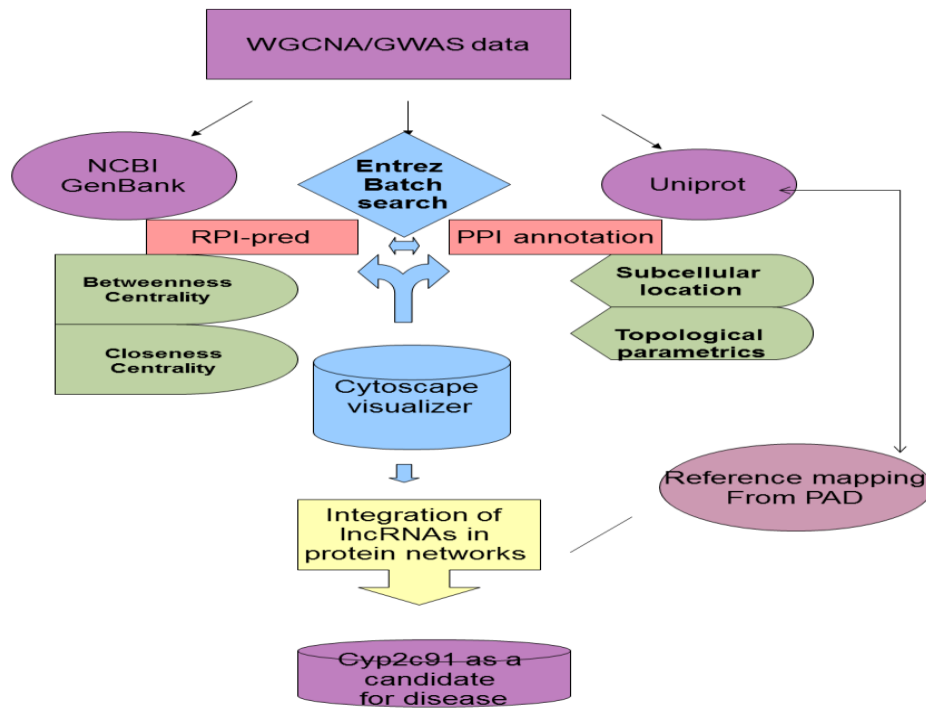 WGCNA/GWAS data
NCBI
GenBank
Entrez
Batch
search
Uniprot
RPI-pred
PPI annotation
Betweenness
Centrality
Closeness
Centrality
Subcellular
location
Topological
parametrics
Cytoscape
visualizer
Reference mapping
From PAD
Integration of
lncRNAs in
protein networks
Cyp2c91 as a
candidate
for disease